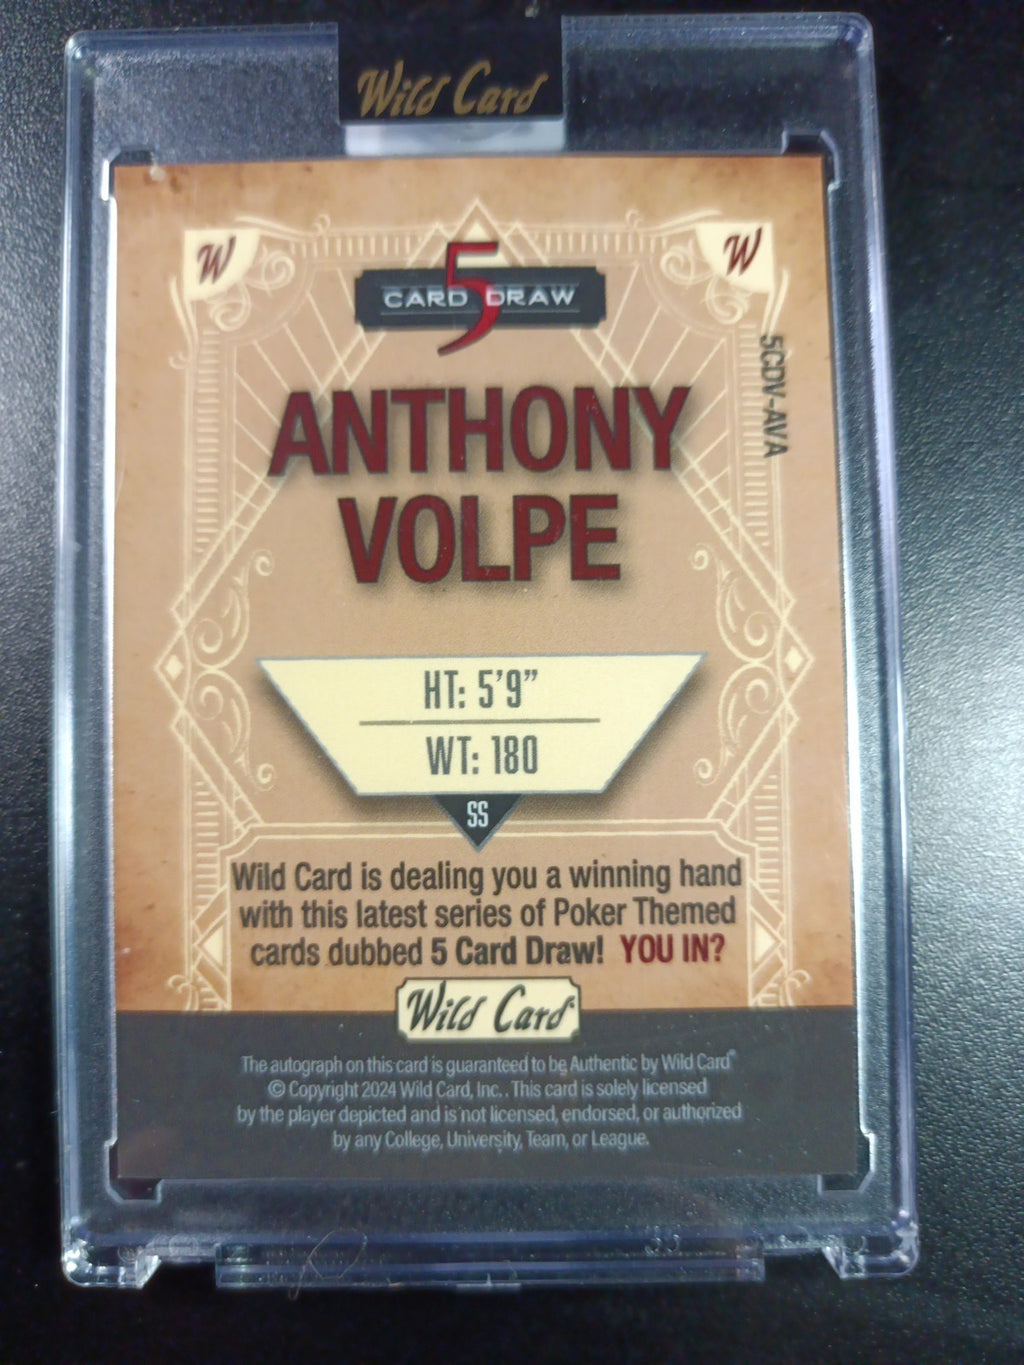 Wild Card
W
W
5
CARD DRAW
5CDV-AVA
ANTHONY
VOLPE
HT: 5'9"
WT: 180
SS
Wild Card is dealing you a winning hand
with this latest series of Poker Themed
cards dubbed 5 Card Draw! YOU IN?
Wild Card
The autograph on this card is guaranteed to be Authentic by Wild Card®
© Copyright 2024 Wild Card, Inc. . This card is solely licensed
by the player depicted and is not licensed, endorsed, or authorized
by any College, University, Team, or League.